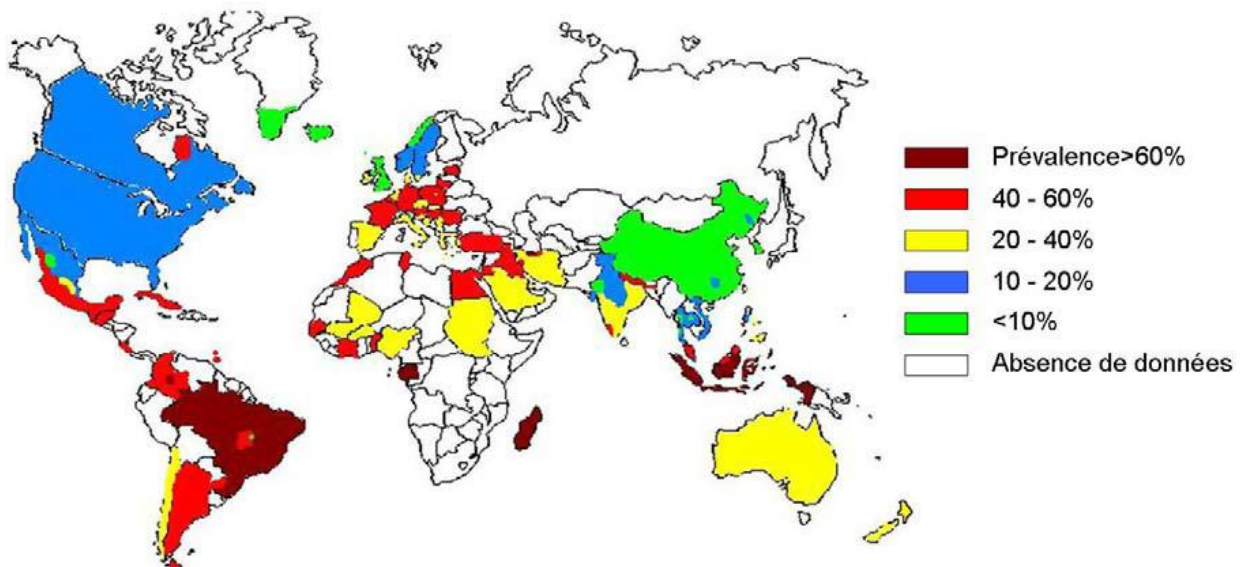 Prévalence>60%
40 - 60%
20 - 40%
10 - 20%
<10%
Absence de données